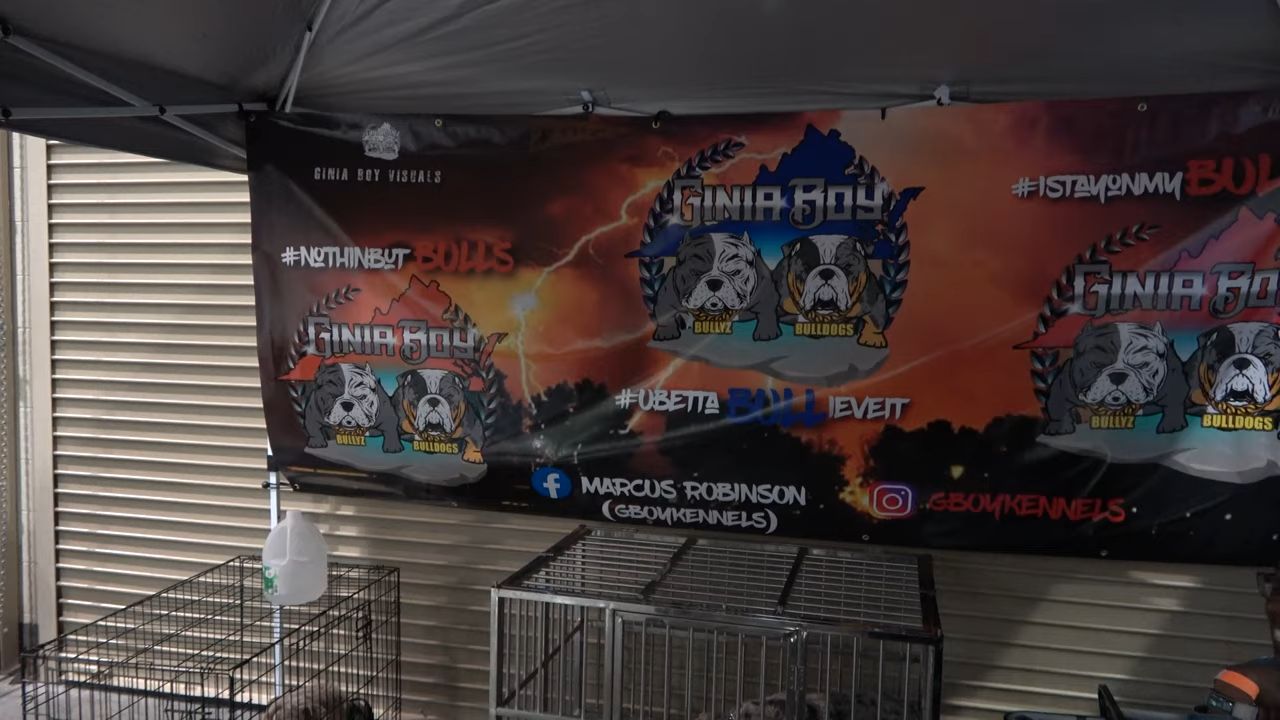 GINIA BOY VISUALS
#NOTHINBUT BULLS
GINIA BOY
BULLYZ BULLDOGS
GINIA BOY
BULLYZ BULLDOGS
#UBETTA BULLIEVEIT
MARCUS ROBINSON
(GBOYKENNELS)
GBOYKENNELS
#ISTAYONMY BUL
GINIA BO
BULLYZ BULLDOGS